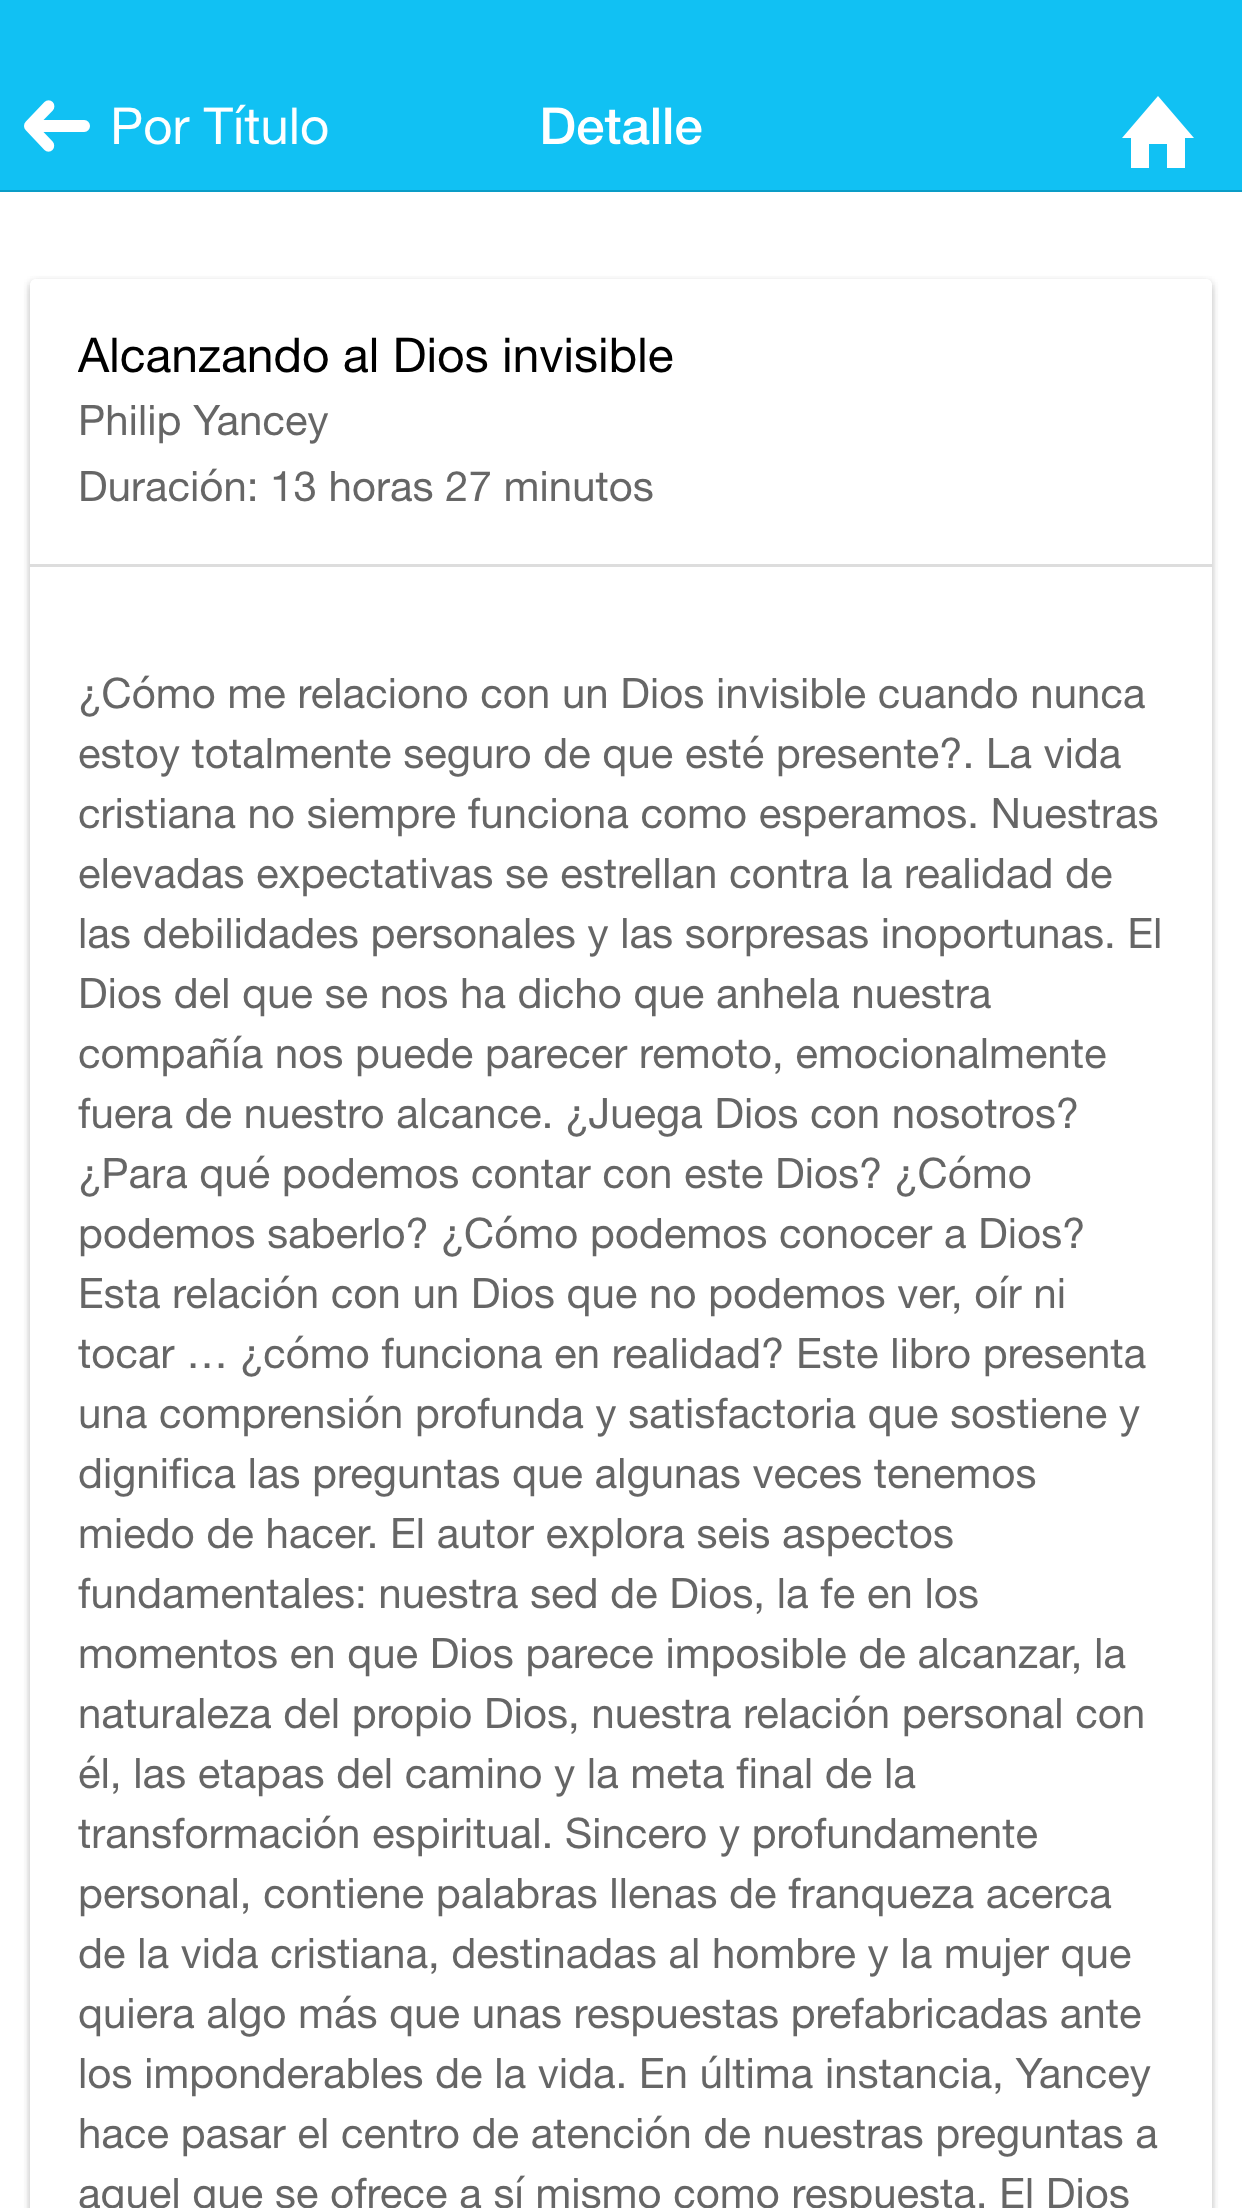 Por Título
Detalle
Alcanzando al Dios invisible
Philip Yancey
Duración: 13 horas 27 minutos
¿Cómo me relaciono con un Dios invisible cuando nunca
estoy totalmente seguro de que esté presente?. La vida
cristiana no siempre funciona como esperamos. Nuestras
elevadas expectativas se estrellan contra la realidad de
las debilidades personales y las sorpresas inoportunas. El
Dios del que se nos ha dicho que anhela nuestra
compañía nos puede parecer remoto, emocionalmente
fuera de nuestro alcance. ¿Juega Dios con nosotros?
¿Para qué podemos contar con este Dios? ¿Cómo
podemos saberlo? ¿Cómo podemos conocer a Dios?
Esta relación con un Dios que no podemos ver, oír ni
tocar … ¿cómo funciona en realidad? Este libro presenta
una comprensión profunda y satisfactoria que sostiene y
dignifica las preguntas que algunas veces tenemos
miedo de hacer. El autor explora seis aspectos
fundamentales: nuestra sed de Dios, la fe en los
momentos en que Dios parece imposible de alcanzar, la
naturaleza del propio Dios, nuestra relación personal con
él, las etapas del camino y la meta final de la
transformación espiritual. Sincero y profundamente
personal, contiene palabras llenas de franqueza acerca
de la vida cristiana, destinadas al hombre y la mujer que
quiera algo más que unas respuestas prefabricadas ante
los imponderables de la vida. En última instancia, Yancey
hace pasar el centro de atención de nuestras preguntas a
aquel que se ofrece a sí mismo como respuesta. El Dios